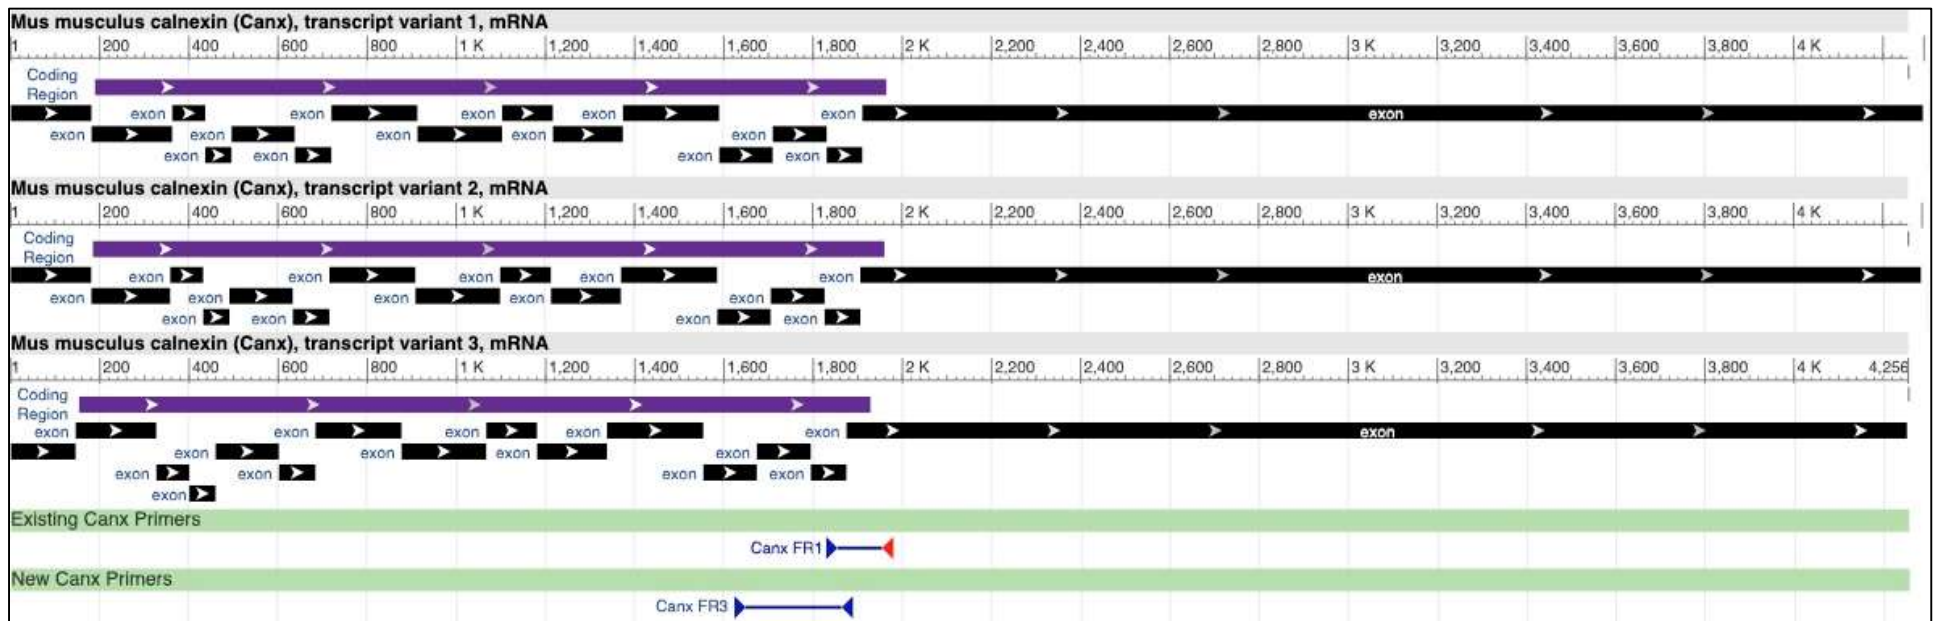 Mus musculus calnexin (Canx), transcript variant 1, mRNA
1 200 400 600 800 1 K 1,200 1,400 1,600 1,800 2 K 2,200 2,400 2,600 2,800 3 K 3,200 3,400 3,600 3,800 4 K
Coding
Region
exon exon exon exon exon exon
exon exon exon exon exon
exon exon exon exon
Mus musculus calnexin (Canx), transcript variant 2, mRNA
1 200 400 600 800 1 K 1,200 1,400 1,600 1,800 2 K 2,200 2,400 2,600 2,800 3 K 3,200 3,400 3,600 3,800 4 K
Coding
Region
exon exon exon exon exon exon
exon exon exon exon exon
exon exon exon exon
Mus musculus calnexin (Canx), transcript variant 3, mRNA
1 200 400 600 800 1 K 1,200 1,400 1,600 1,800 2 K 2,200 2,400 2,600 2,800 3 K 3,200 3,400 3,600 3,800 4 K 4,256
Coding
Region
exon exon exon exon exon exon
exon exon exon exon
exon exon exon exon
exon
Existing Canx Primers
Canx FR1
New Canx Primers
Canx FR3